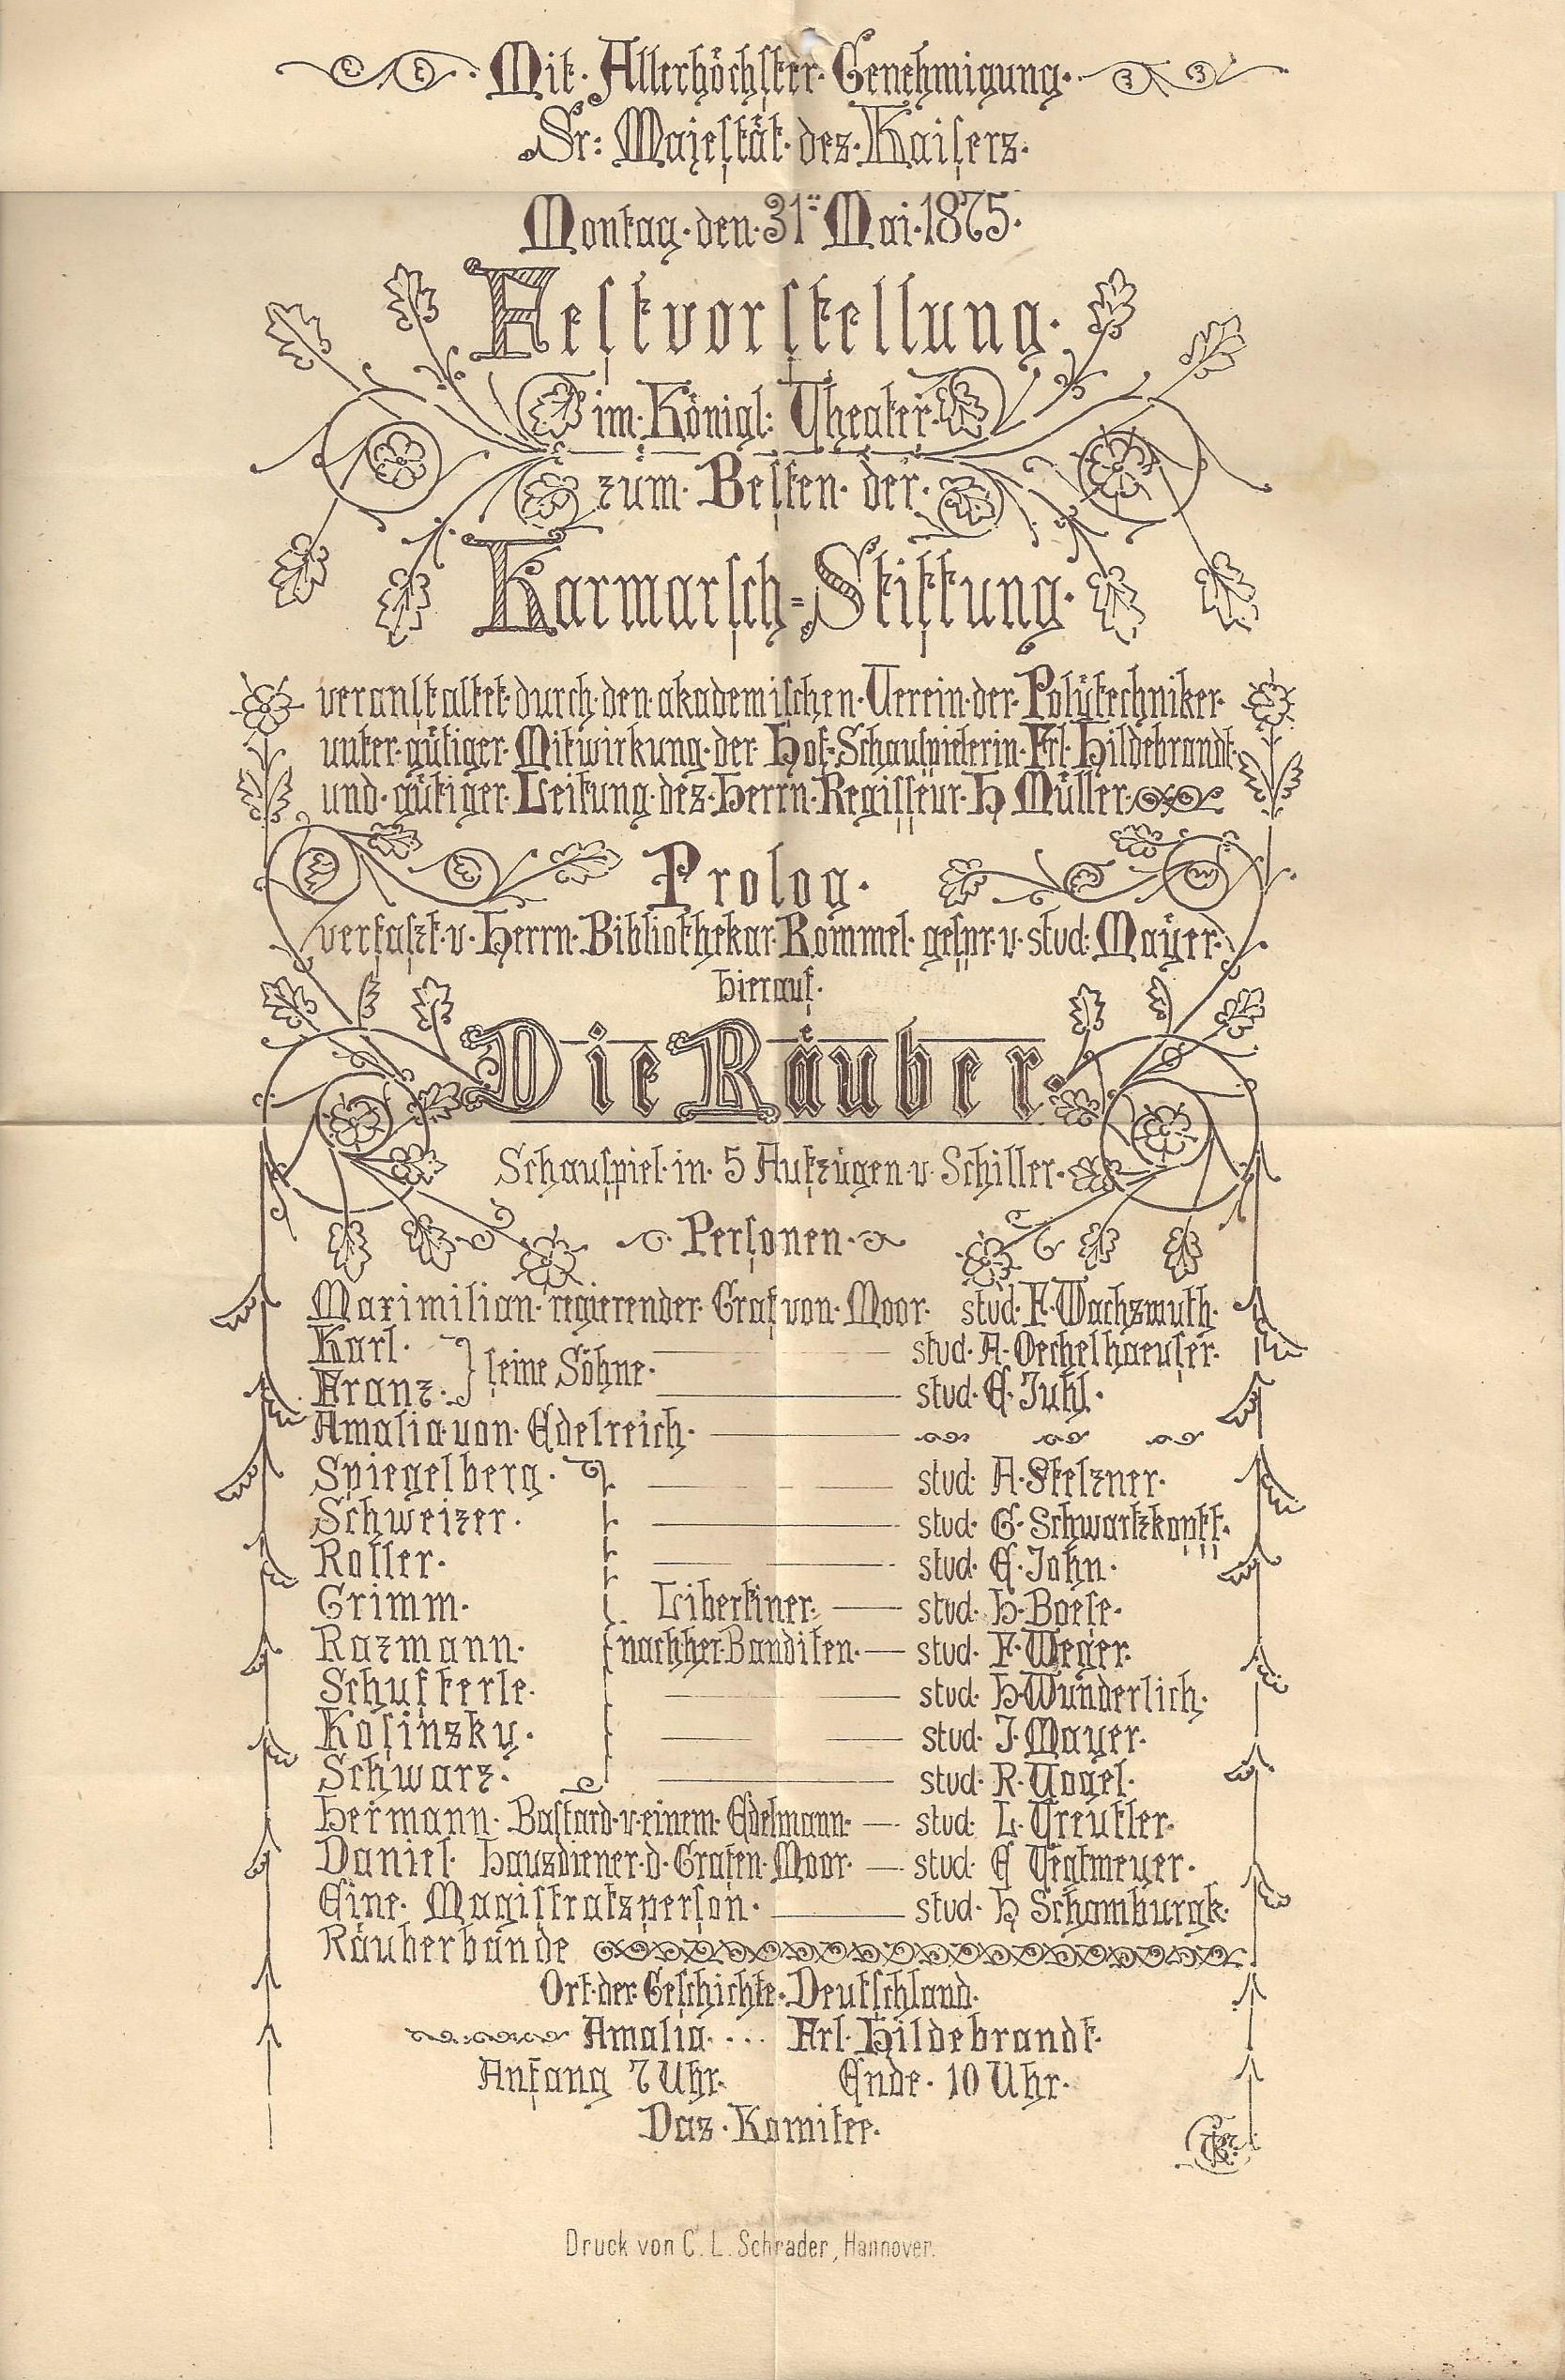 Mit Allerhöchster Genehmigung
Sr: Majestät des Kaisers.
Montag den 31ten Mai 1875.
Festvorstellung
im Königl: Theater
zum Besten der
Karmarsch=Stiftung
veranstaltet durch den akademischen Verein der Polÿtechniker
unter gütiger Mitwirkung der Hof-Schauspielerin Frl. Hildebrandt
und gütiger Leitung des Herrn Regisseur H Müller
Prolog.
verfaszt v. Herrn Bibliothekar Rommel gespr. v. stud: Maÿer.
hierauf.
Die Räuber.
Schauspiel in 5 Aufzügen v Schiller.
Personen.
Maximilian regierender Graf von Moor. stud. F. Wachsmuth.
Karl. } seine Söhne. stud. A. Oechelhaeuser.
Franz. stud. C. Juhl.
Amalia von Edelreich.
Spiegelberg. stud. A. Stelzner.
Schweizer. stud. G. Schwartzkopff.
Roller. stud. C. John.
Grimm. Libertiner, stud. H. Boese.
Razmann. nachher Banditen. stud. F. Weger.
Schufterle. stud. H. Wunderlich.
Kosinsky. stud. J. Mayer.
Schwarz. stud. R. Vogel.
Hermann. Bastard v. einem Edelmann. stud. L. Treutler.
Daniel. Hausdiener d. Grafen Moor. stud. C Tegtmeyer.
Eine Magistratsperson. stud. H Schomburgk.
Räuberbande
Ort der Geschichte Deutschland.
Amalia.... Frl. Hildebrandt.
Anfang 7 Uhr. Ende. 10 Uhr.
Das Komitee.
Druck von C. L. Schrader, Hannover.